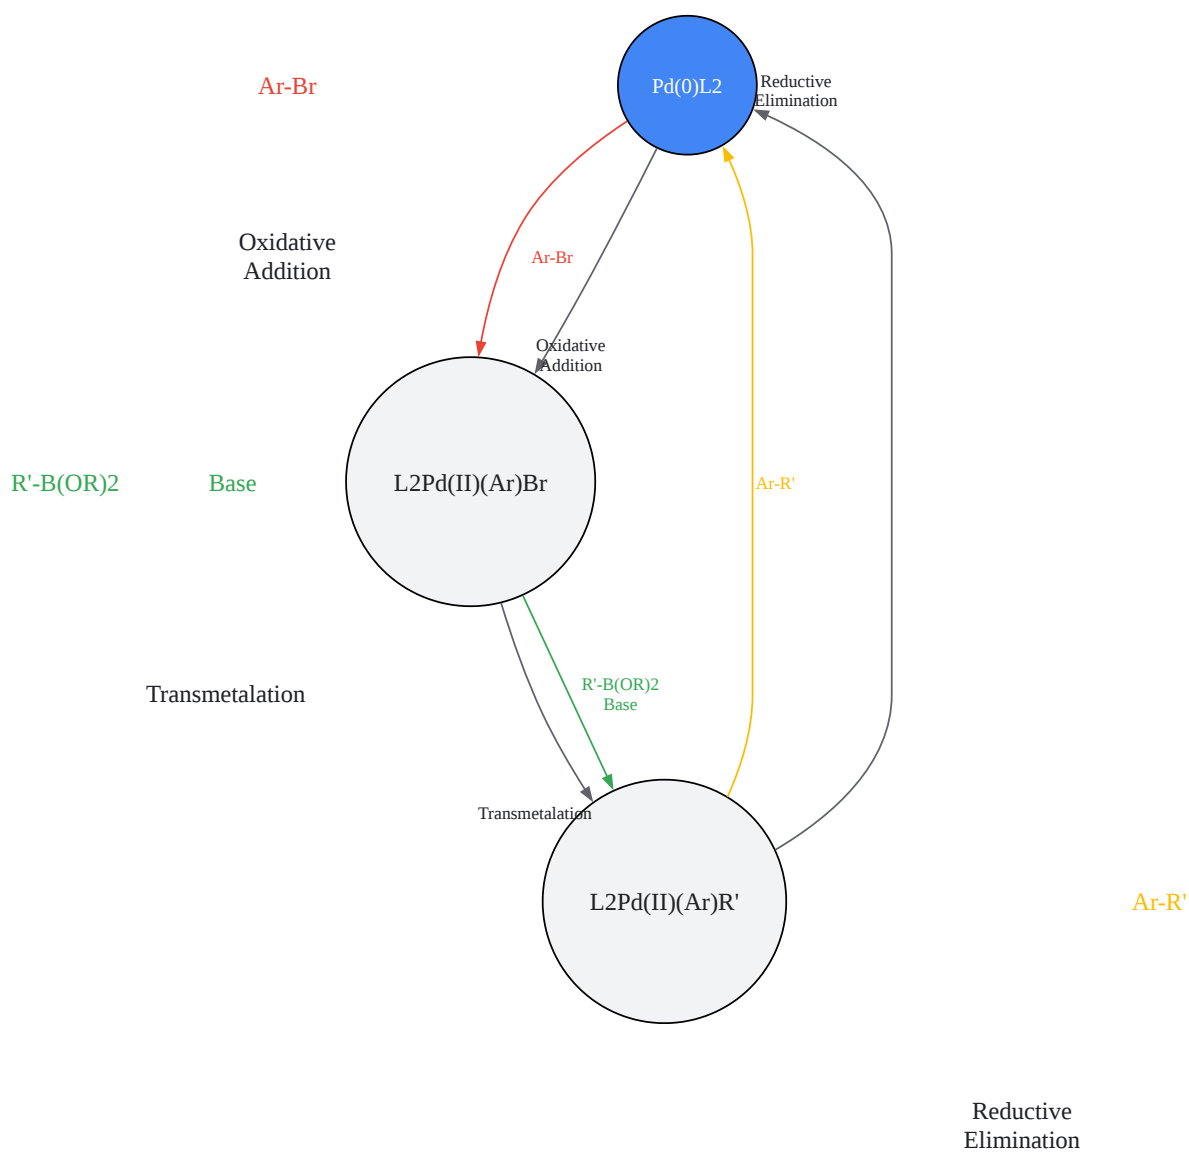 Ar-Br
Pd(0)L2
Reductive
Elimination
Oxidative
Addition
Ar-Br
Oxidative
Addition
R'-B(OR)2
Base
L2Pd(II)(Ar)Br
Ar-R'
Transmetalation
R'-B(OR)2
Base
Transmetalation
L2Pd(II)(Ar)R'
Ar-R'
Reductive
Elimination